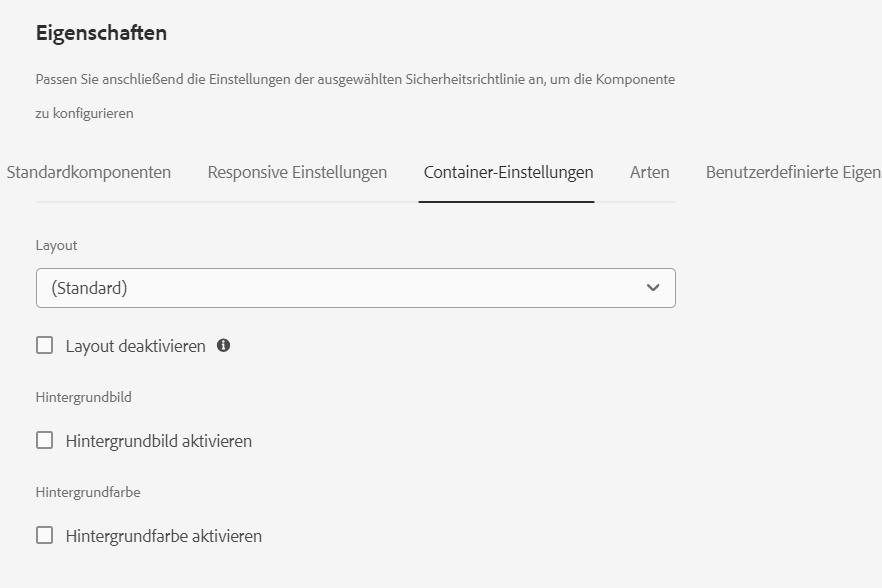 Eigenschaften
Passen Sie anschließend die Einstellungen der ausgewählten Sicherheitsrichtlinie an, um die Komponente
zu konfigurieren
Standardkomponenten Responsive Einstellungen Container-Einstellungen Arten Benutzerdefinierte Eigen
Layout
(Standard)
Layout deaktivieren
Hintergrundbild
Hintergrundbild aktivieren
Hintergrundfarbe
Hintergrundfarbe aktivieren